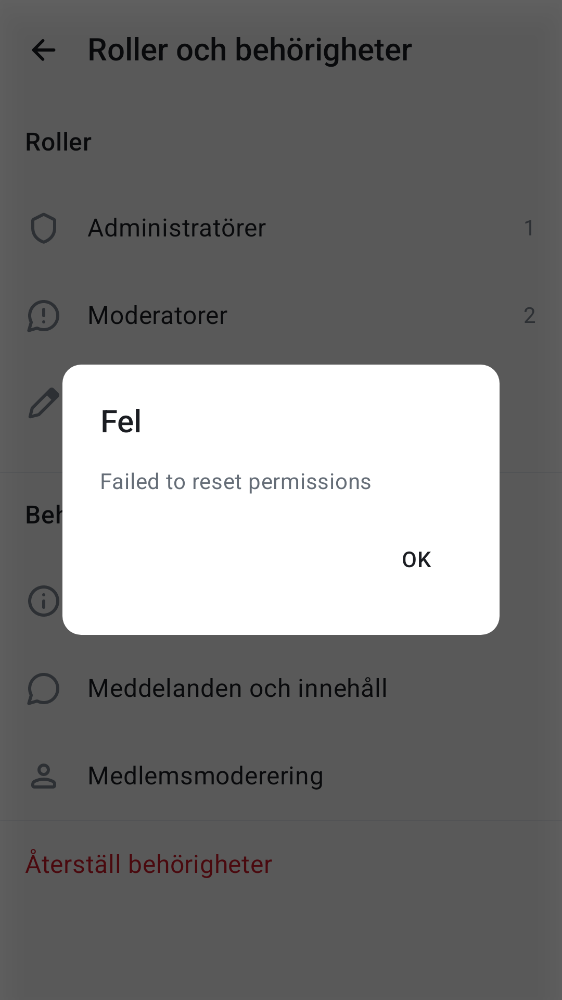 Roller och behörigheter
Roller
Administratörer 1
Moderatorer 2
Fel
Failed to reset permissions
OK
Meddelanden och innehåll
Medlemsmoderering
Återställ behörigheter